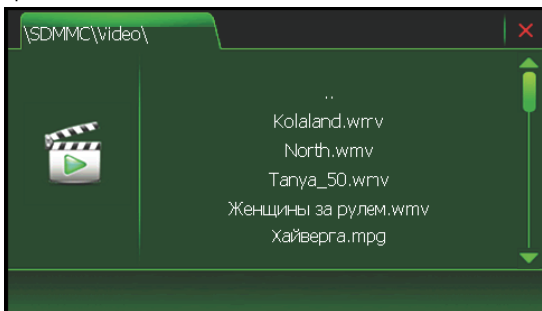 \SDMMC\Video\
..
Kolaland.wmv
North.wmv
Tanya_50.wmv
Женщины за рулем.wmv
Хайверга.mpg